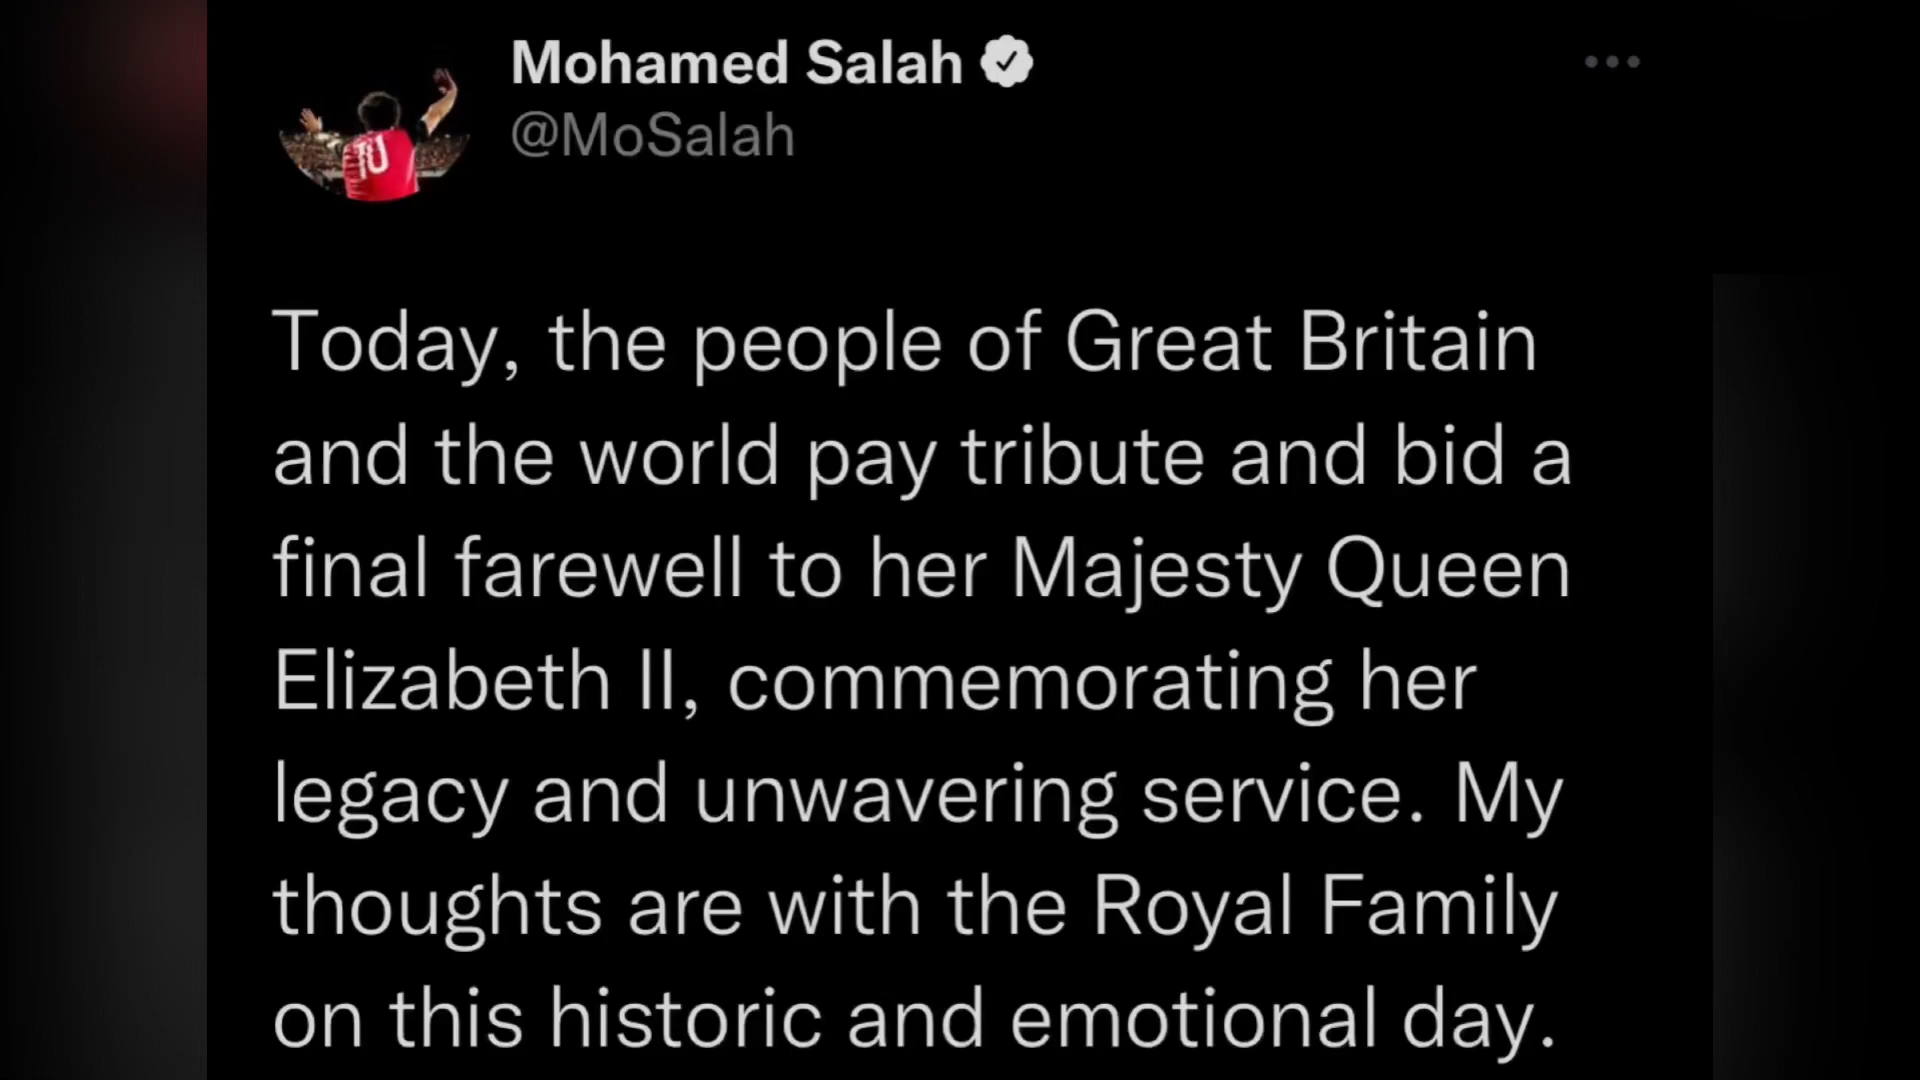 Mohamed Salah
@MoSalah
10
Today, the people of Great Britain
and the world pay tribute and bid a
final farewell to her Majesty Queen
Elizabeth II, commemorating her
legacy and unwavering service. My
thoughts are with the Royal Family
on this historic and emotional day.